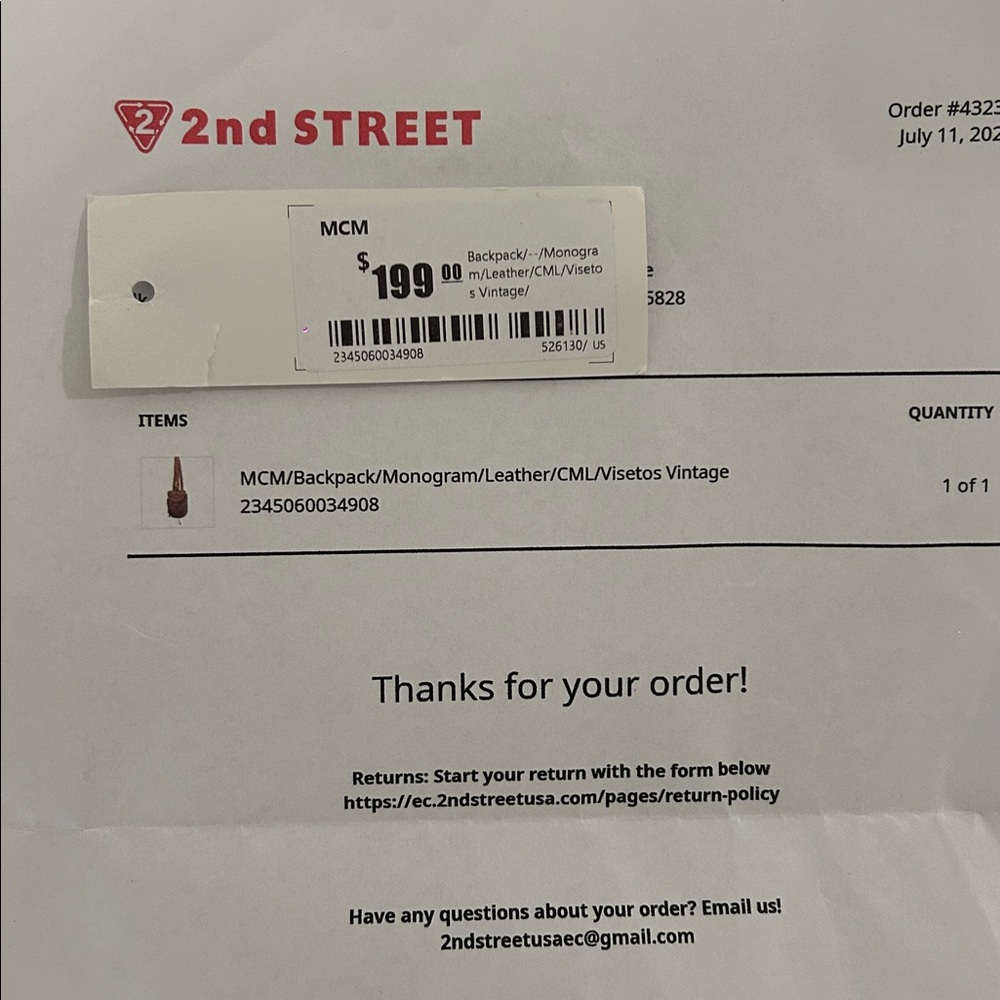 2 2nd STREET
Order #4323
July 11, 202
MCM
$199 00
Backpack/--/Monogra
m/Leather/CML/Viseto
s Vintage/
2345060034908
526130/ US
5828
ITEMS
QUANTITY
MCM/Backpack/Monogram/Leather/CML/Visetos Vintage
2345060034908
1 of 1
Thanks for your order!
Returns: Start your return with the form below
https://ec.2ndstreetusa.com/pages/return-policy
Have any questions about your order? Email us!
2ndstreetusaec@gmail.com